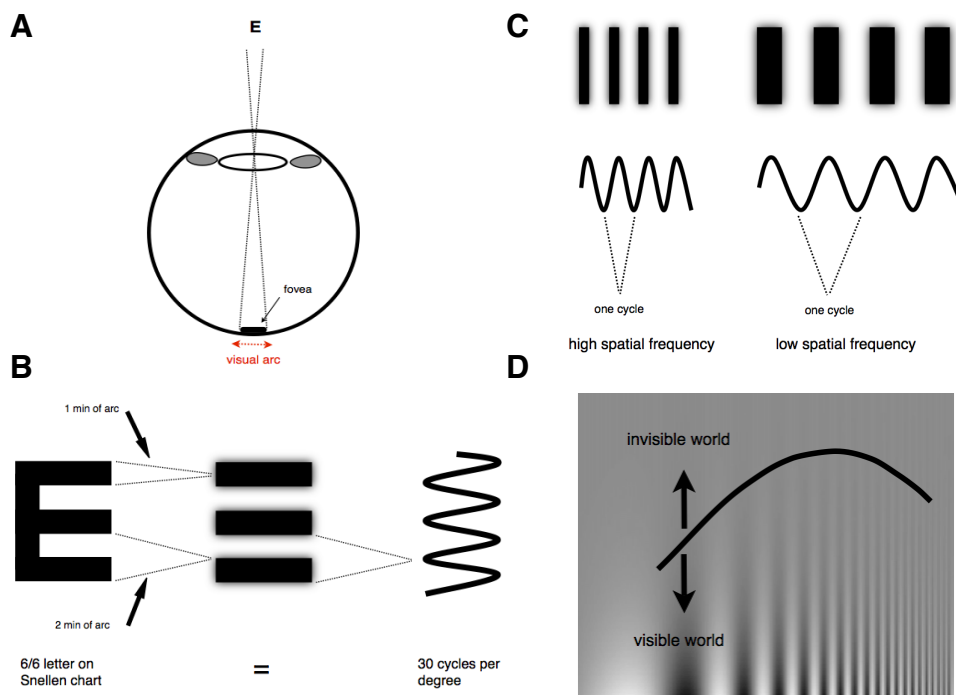 A
E
fovea
visual arc
B
1 min of arc
2 min of arc
6/6 letter on
Snellen chart
=
30 cycles per
degree
C
one cycle
one cycle
high spatial frequency
low spatial frequency
D
invisible world
visible world